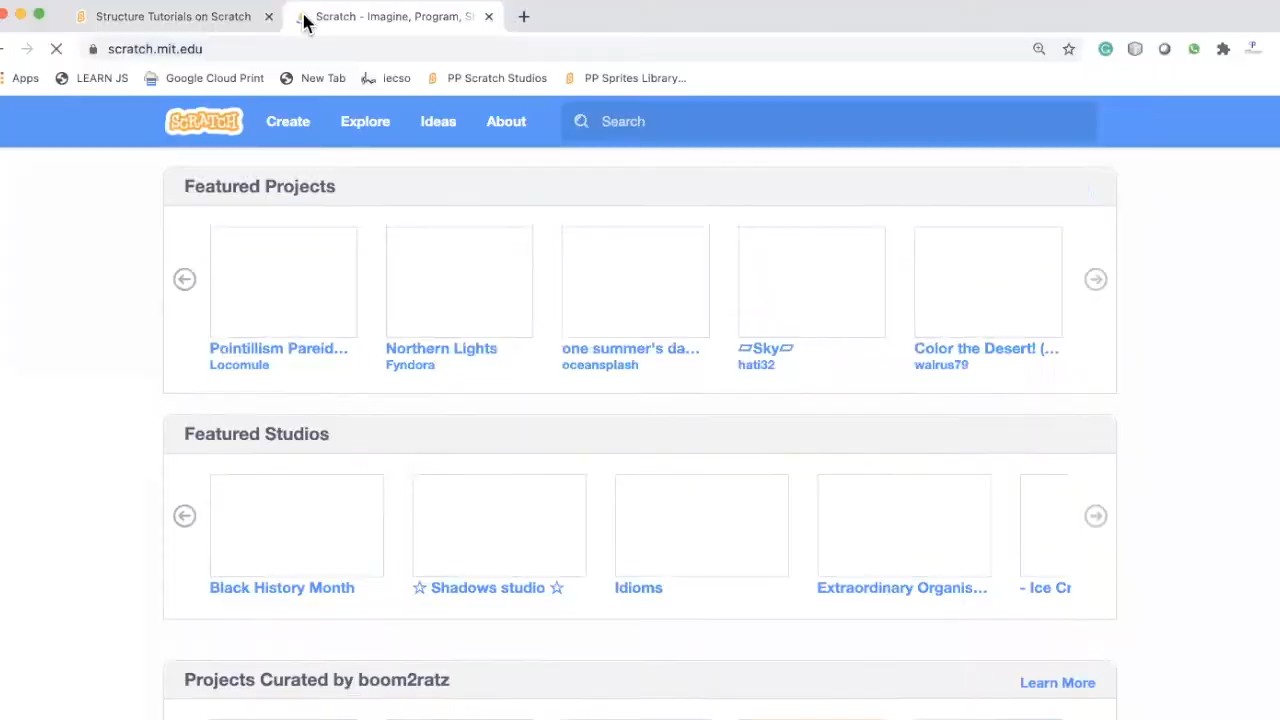 Structure Tutorials on Scratch
Scratch - Imagine, Program, S
scratch.mit.edu
Apps LEARN JS Google Cloud Print New Tab iecso PP Scratch Studios PP Sprites Library...
SCRATCH Create Explore Ideas About Search
Featured Projects
Pointillism Pareid... Northern Lights one summer's da... ▱Sky▱ Color the Desert! (...
Locomule Fyndora oceansplash hati32 walrus79
Featured Studios
Black History Month ☆ Shadows studio ☆ Idioms Extraordinary Organis... - Ice Cr
Projects Curated by boom2ratz Learn More